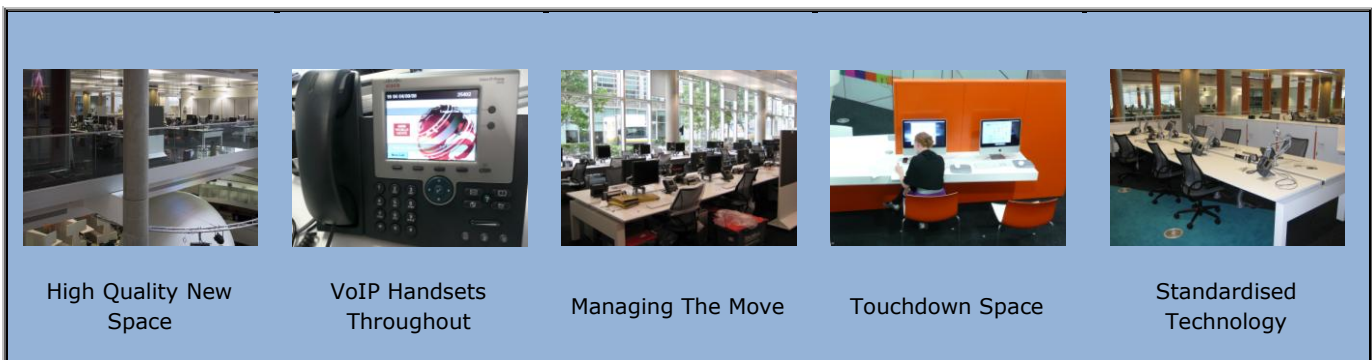 High Quality New
Space
VoIP Handsets
Throughout
Managing The Move
Touchdown Space
Standardised
Technology